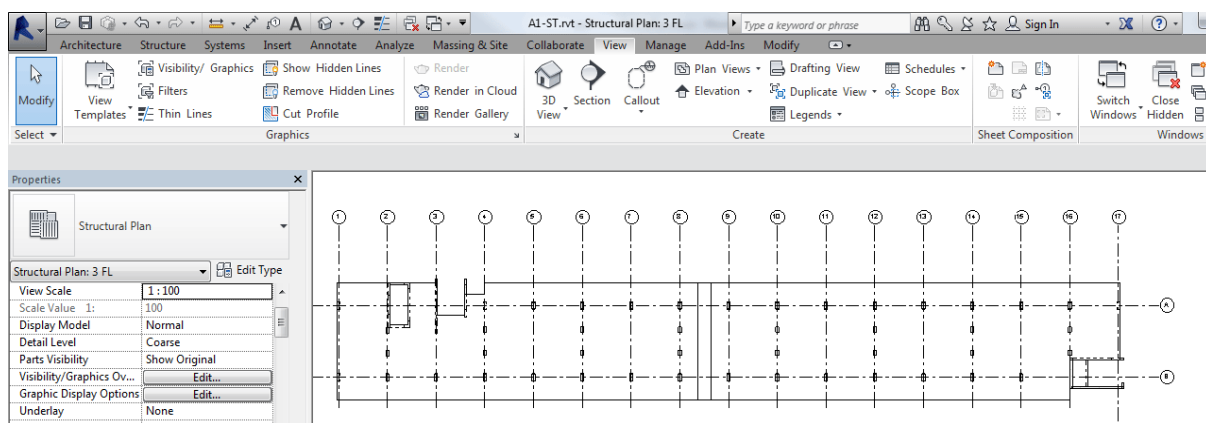 A1-ST.rvt - Structural Plan: 3 FL Type a keyword or phrase Sign In
Architecture Structure Systems Insert Annotate Analyze Massing & Site Collaborate View Manage Add-Ins Modify
Visibility/ Graphics Show Hidden Lines Render Plan Views Drafting View Schedules
Filters Remove Hidden Lines Render in Cloud Elevation Duplicate View Scope Box
Thin Lines Cut Profile Render Gallery Legends
Modify View Templates 3D View Section Callout Switch Windows Close Hidden
Select Graphics Create Sheet Composition Windows
Properties
Structural Plan
Structural Plan: 3 FL Edit Type
View Scale 1 : 100
Scale Value 1: 100
Display Model Normal
Detail Level Coarse
Parts Visibility Show Original
Visibility/Graphics Ov... Edit...
Graphic Display Options Edit...
Underlay None
1 2 3 4 5 6 7 8 9 10 11 12 13 14 15 16 17
A
B